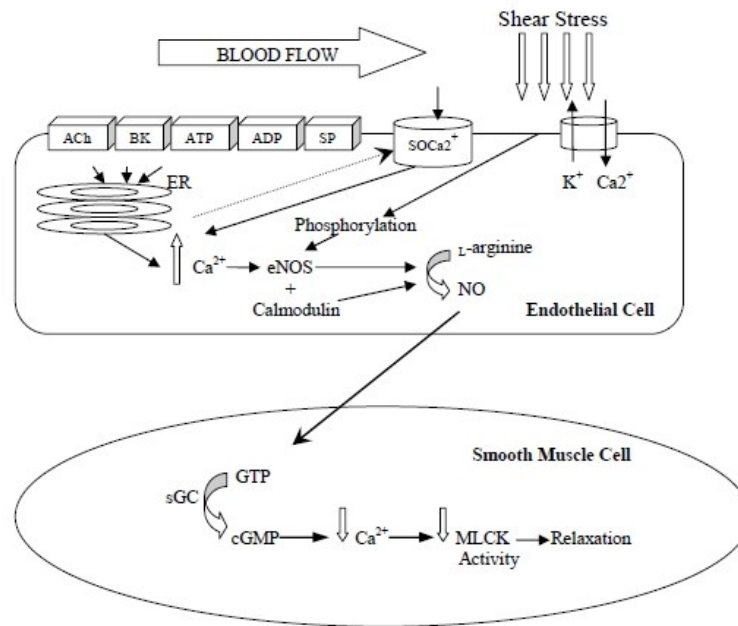 Shear Stress
BLOOD FLOW
ACh
BK
ATP
ADP
SP
SOCa2⁺
K⁺ Ca2⁺
ER
Phosphorylation
Ca²⁺
eNOS
+
Calmodulin
L-arginine
NO
Endothelial Cell
Smooth Muscle Cell
GTP
sGC
cGMP
Ca²⁺
MLCK
Activity
Relaxation